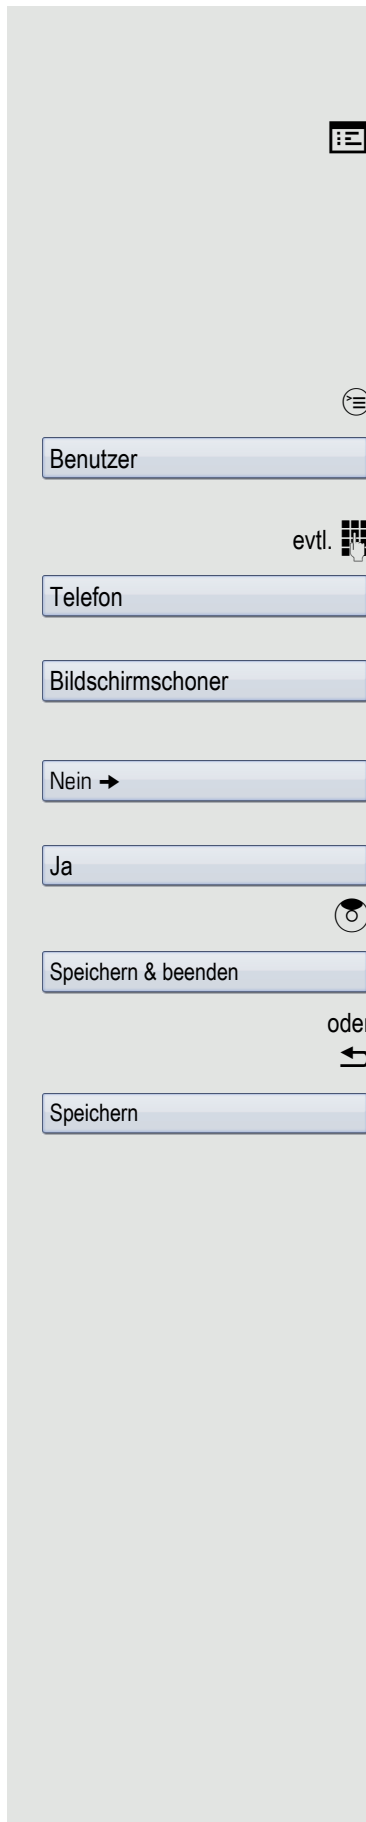 Benutzer
evtl.
Telefon
Bildschirmschoner
Nein ➔
Ja
Speichern & beenden
oder
Speichern